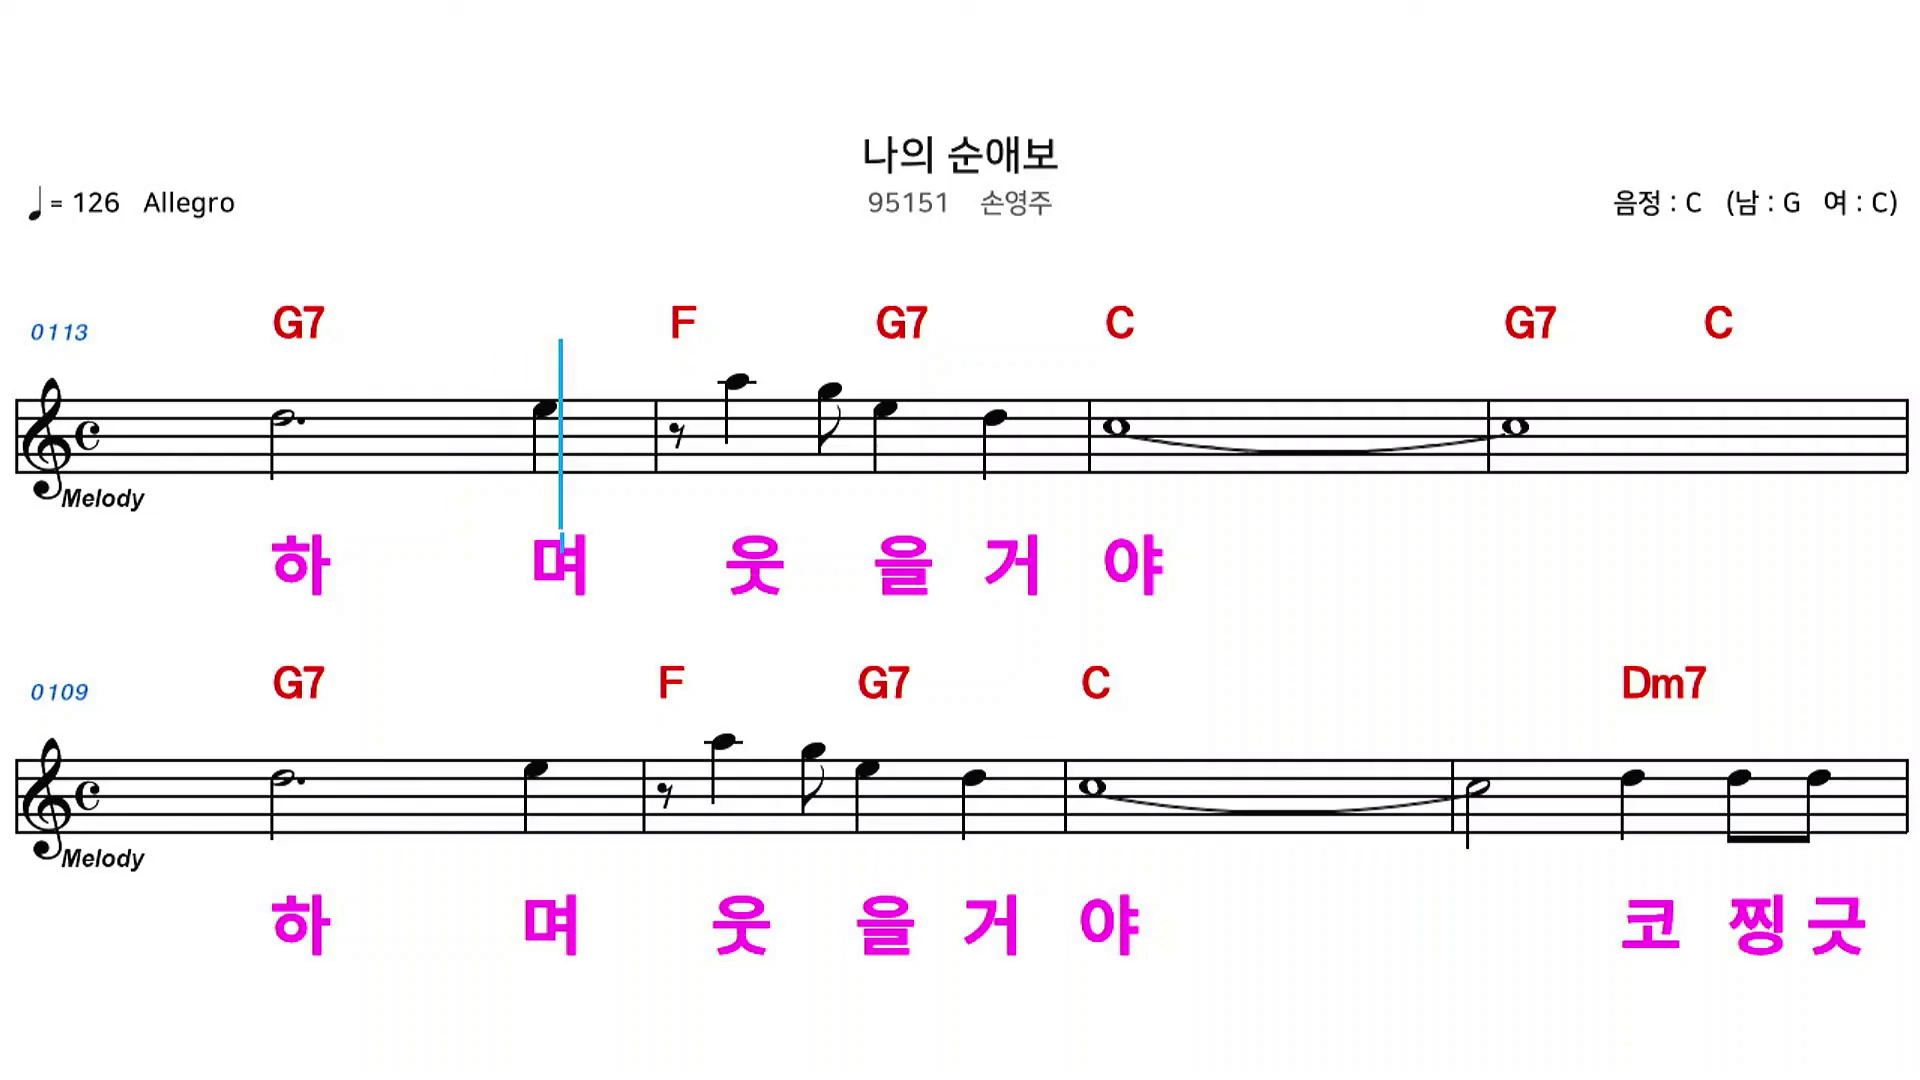 나의 순애보
♩= 126 Allegro 95151 손영주 음정 : C (남 : G 여 : C)
0113 G7 F G7 C G7 C
Melody
하 며 웃 을 거 야
0109 G7 F G7 C Dm7
Melody
하 며 웃 을 거 야 코 찡 긋